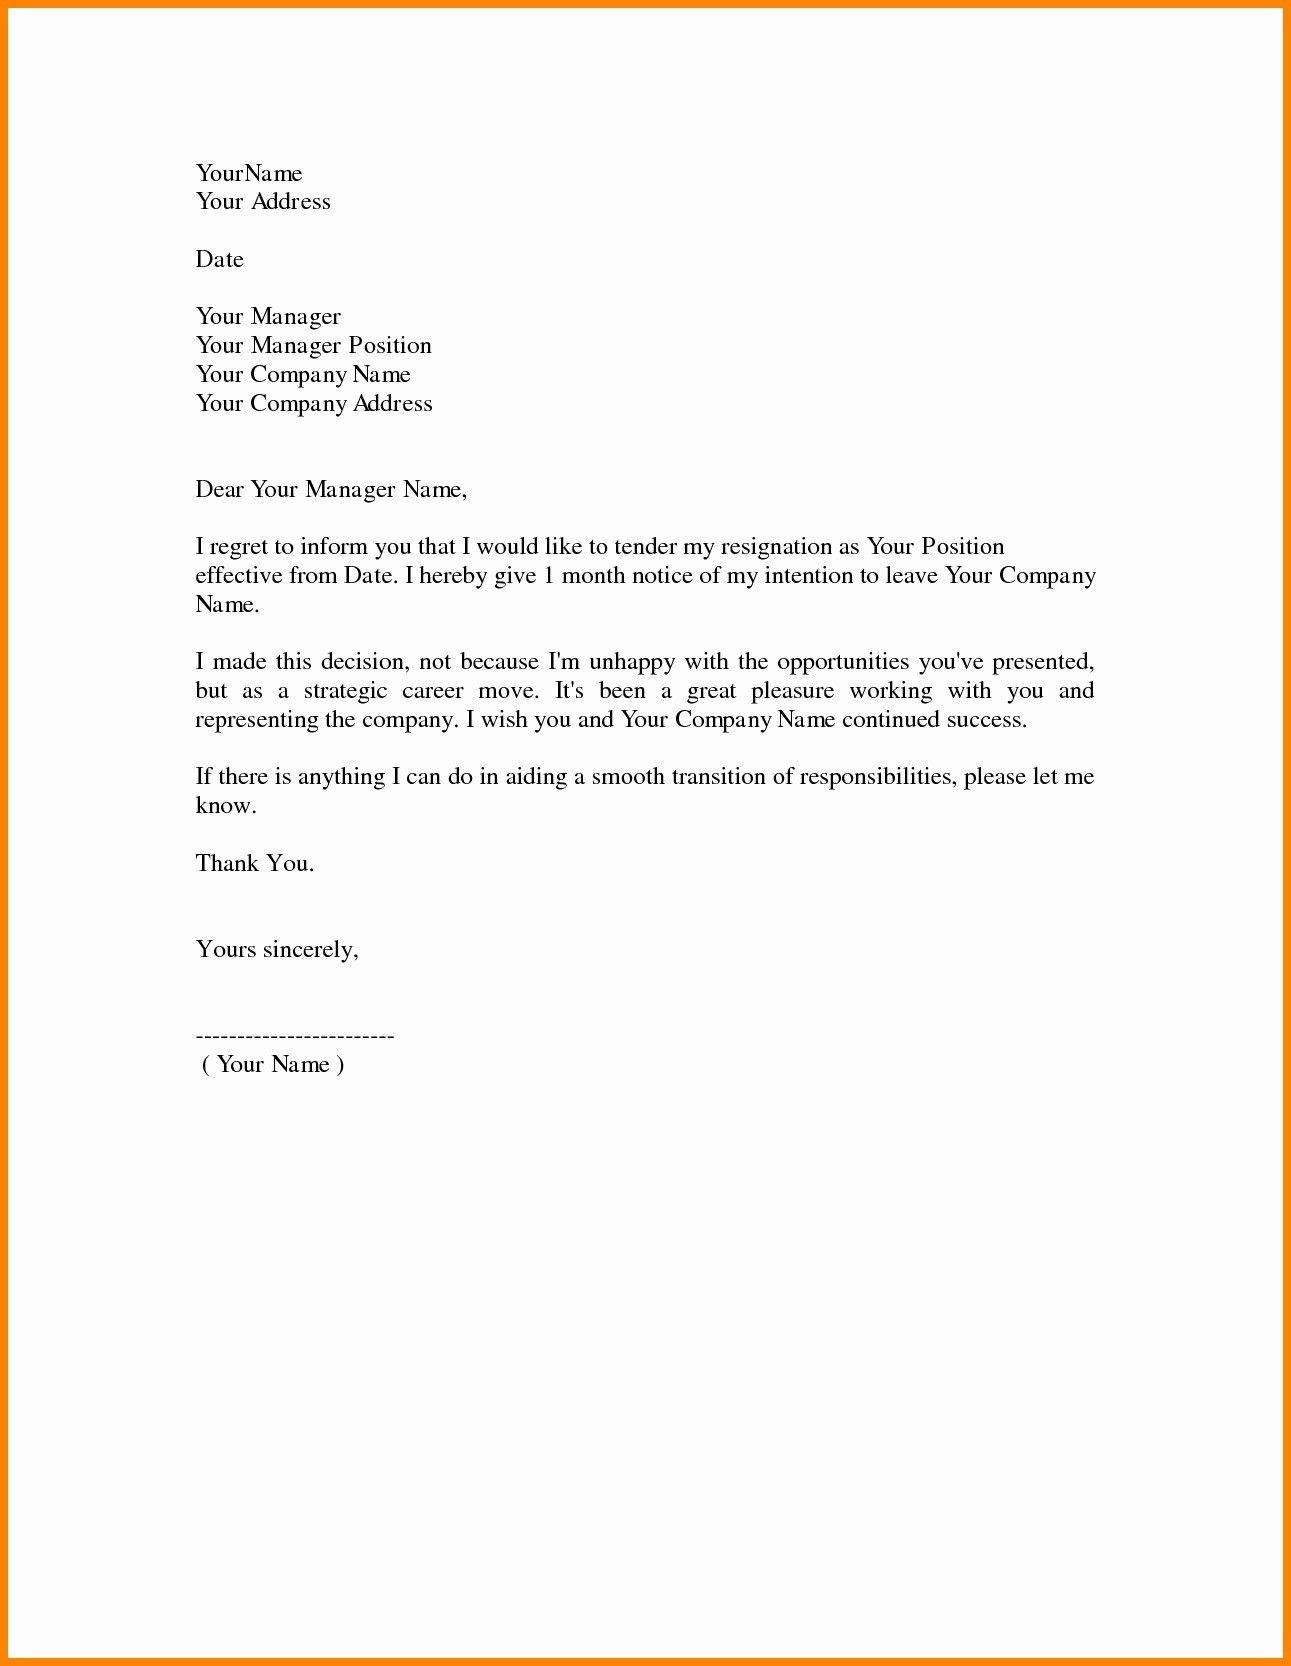 YourName
Your Address
Date
Your Manager
Your Manager Position
Your Company Name
Your Company Address
Dear Your Manager Name,
I regret to inform you that I would like to tender my resignation as Your Position
effective from Date. I hereby give 1 month notice of my intention to leave Your Company
Name.
I made this decision, not because I'm unhappy with the opportunities you've presented,
but as a strategic career move. It's been a great pleasure working with you and
representing the company. I wish you and Your Company Name continued success.
If there is anything I can do in aiding a smooth transition of responsibilities, please let me
know.
Thank You.
Yours sincerely,
------------------------
( Your Name )